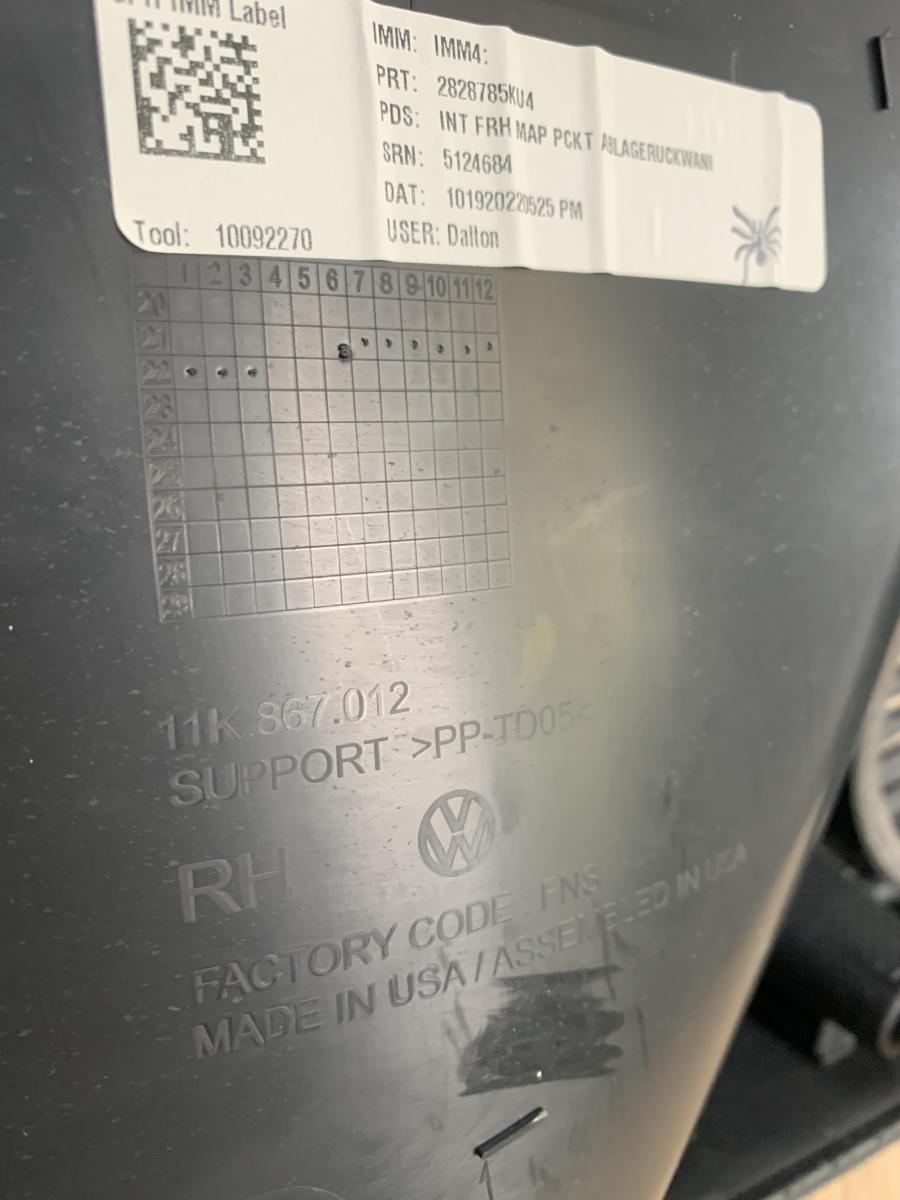 IMM Label
IMM: IMM4:
PRT: 2828785KU4
PDS: INT FRH MAP PCKT ABLAGERUCKWANI
SRN: 5124684
DAT: 101920220525 PM
Tool: 10092270
USER: Dalton
1 2 3 4 5 6 7 8 9 10 11 12
20
21
22
23
24
25
26
27
28
29
11K.867.012
SUPPORT >PP-TD05<
RH
FACTORY CODE FNS
MADE IN USA / ASSEMBLED IN USA